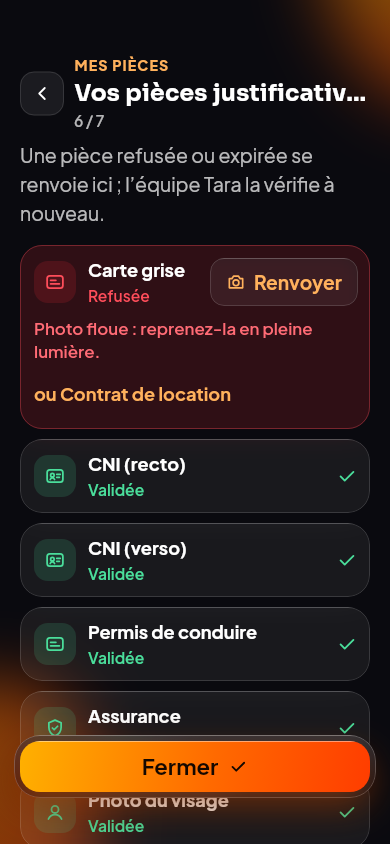 MES PIÈCES
Vos pièces justificativ...
6 / 7
Une pièce refusée ou expirée se
renvoie ici ; l’équipe Tara la vérifie à
nouveau.
Carte grise
Refusée
Renvoyer
Photo floue : reprenez-la en pleine
lumière.
ou Contrat de location
CNI (recto)
Validée
CNI (verso)
Validée
Permis de conduire
Validée
Assurance
Fermer
Photo du visage
Validée